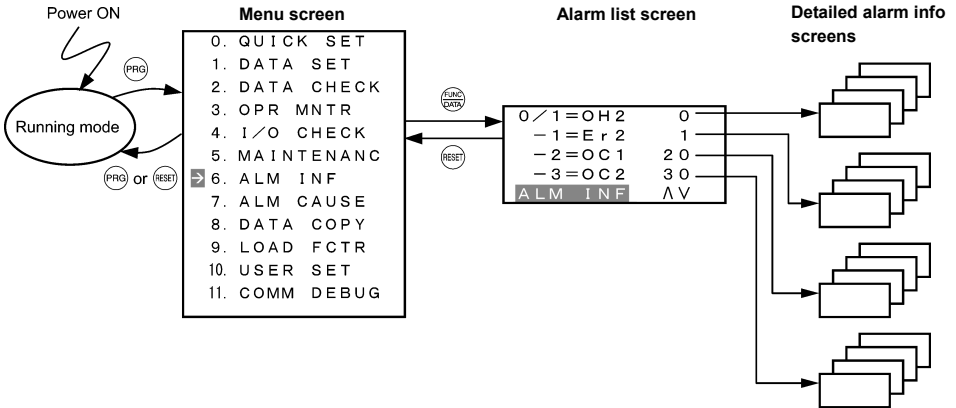 Power ON
PRG
Running mode
PRG or RESET
Menu screen
0. QUICK SET
1. DATA SET
2. DATA CHECK
3. OPR MNTR
4. I/O CHECK
5. MAINTENANC
→ 6. ALM INF
7. ALM CAUSE
8. DATA COPY
9. LOAD FCTR
10. USER SET
11. COMM DEBUG
FUNC
DATA
RESET
Alarm list screen
0/1=OH2 0
-1=Er2 1
-2=OC1 20
-3=OC2 30
ALM INF ΛV
Detailed alarm info
screens